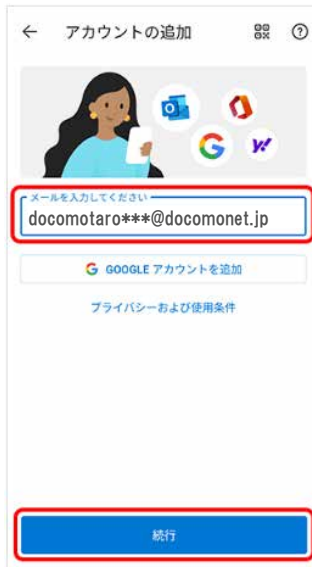 アカウントの追加
メールを入力してください
docomotaro***@docomonet.jp
GOOGLE アカウントを追加
プライバシーおよび使用条件
続行